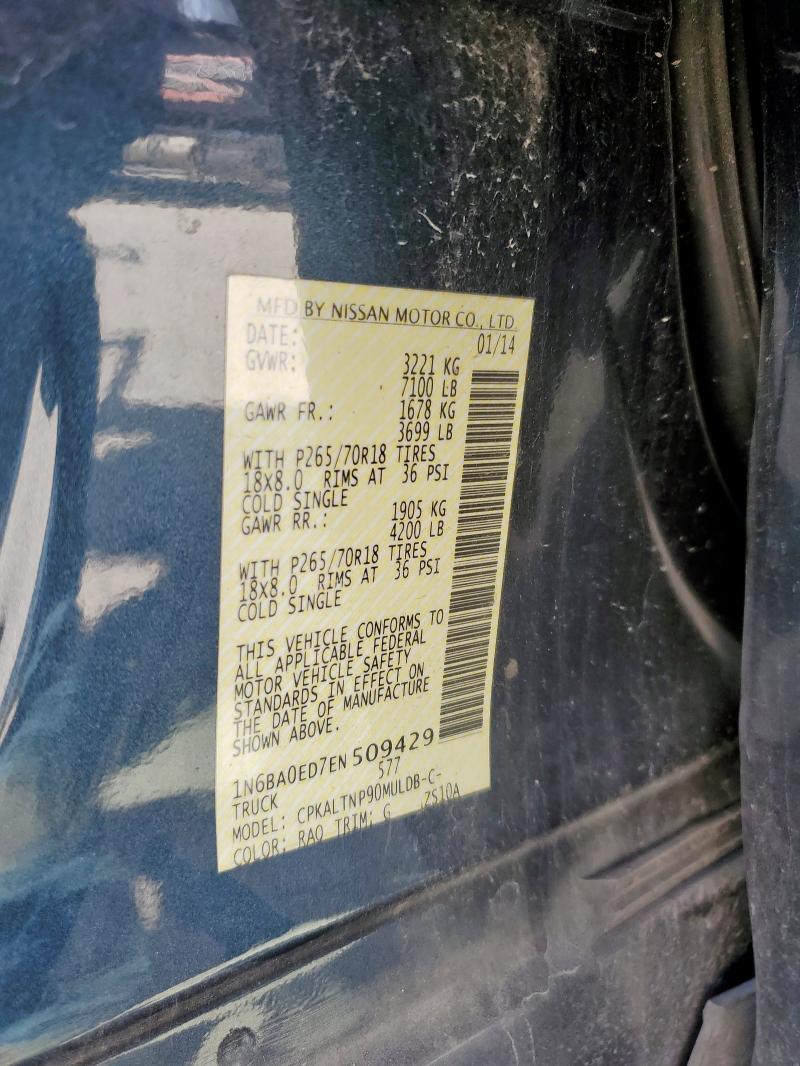 MFD BY NISSAN MOTOR CO., LTD.
DATE: 01/14
GVWR: 3221 KG
7100 LB
GAWR FR.: 1678 KG
3699 LB
WITH P265/70R18 TIRES
18X8.0 RIMS AT 36 PSI
COLD SINGLE
GAWR RR.: 1905 KG
4200 LB
WITH P265/70R18 TIRES
18X8.0 RIMS AT 36 PSI
COLD SINGLE
THIS VEHICLE CONFORMS TO
ALL APPLICABLE FEDERAL
MOTOR VEHICLE SAFETY
STANDARDS IN EFFECT ON
THE DATE OF MANUFACTURE
SHOWN ABOVE.
1N6BA0ED7EN 509429
TRUCK 577
MODEL: CPKALTNP90MULDB-C-
COLOR: RAQ TRIM: G ZS10A